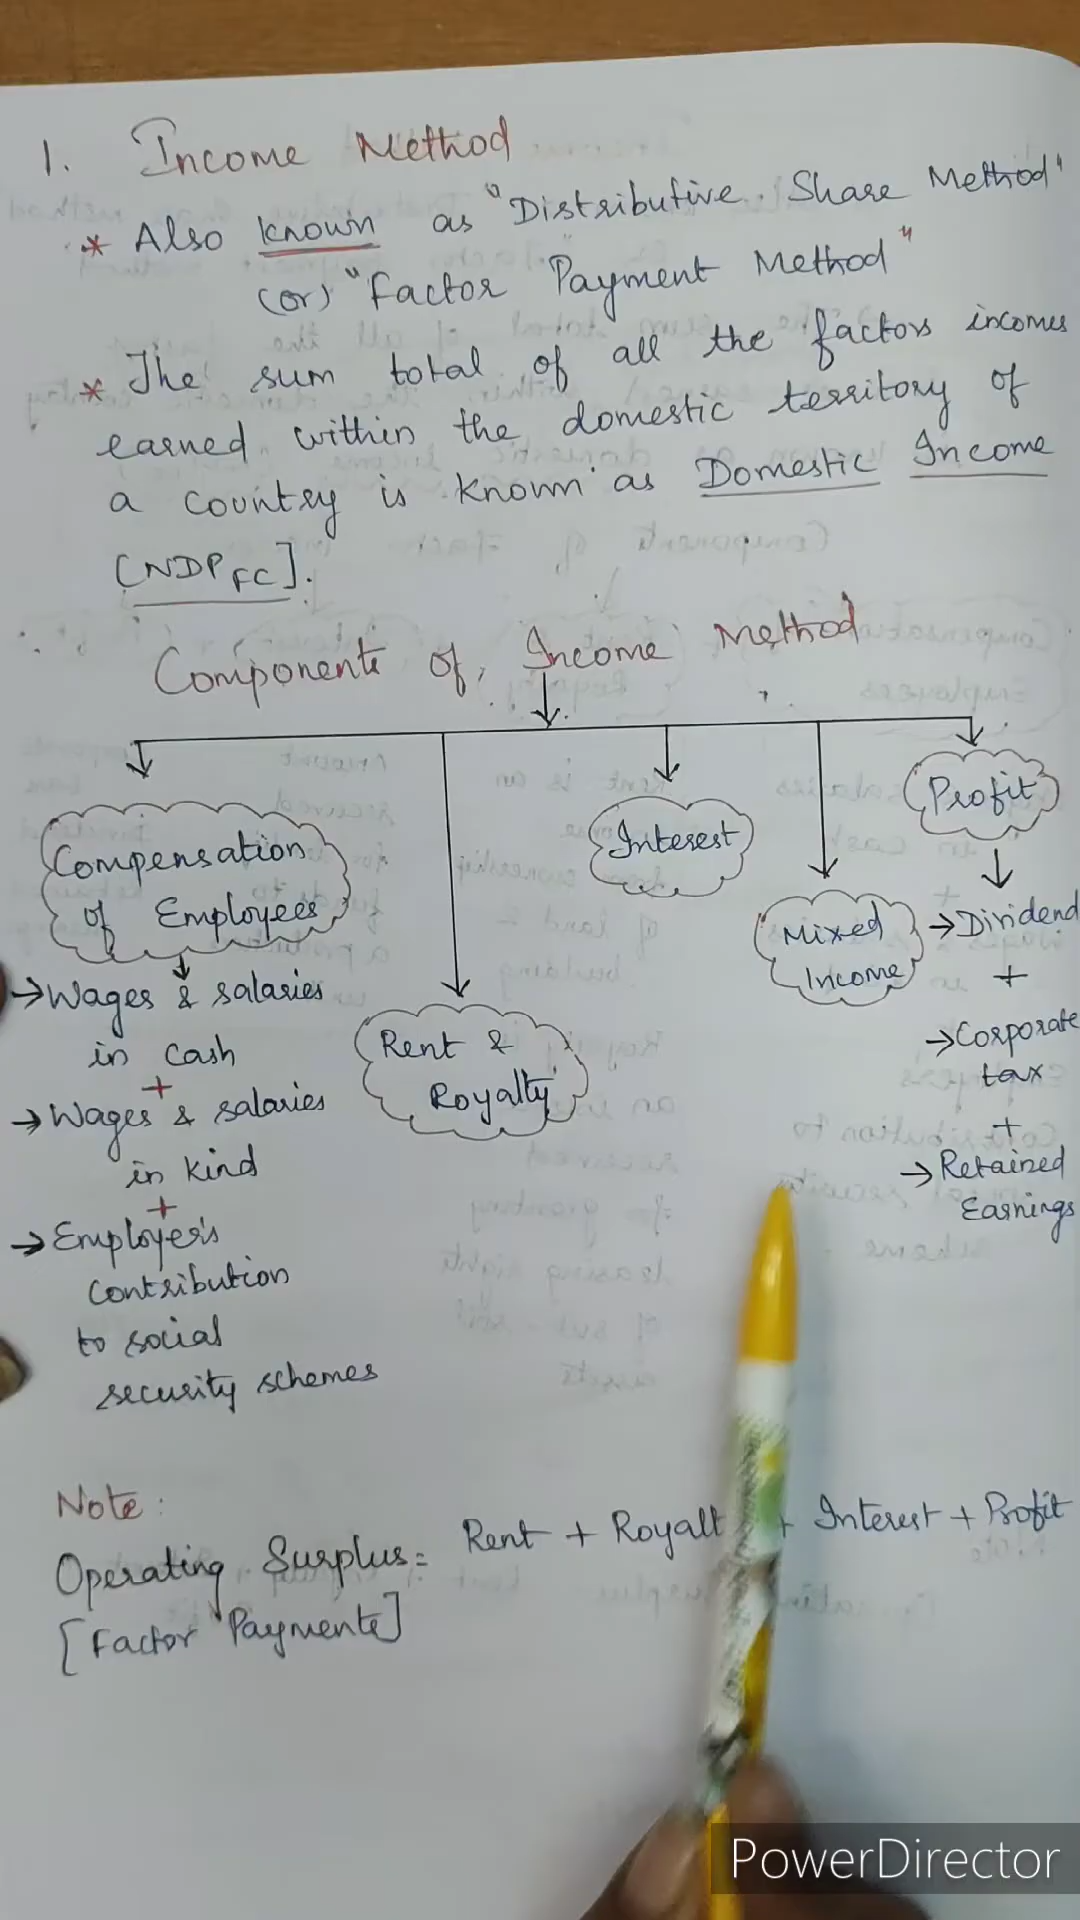 1. Income Method
* Also known as "Distributive Share Method"
(or) "Factor Payment Method"
* The sum total of all the factors incomes
earned within the domestic territory of
a country is known as Domestic Income
[NDP FC].
Components of Income Method
Compensation
of Employees
→ Wages & salaries
in cash
+
→ Wages & salaries
in kind
+
→ Employer's
contribution
to social
security schemes
Rent &
Royalty
Interest
Mixed
Income
Profit
→ Dividend
+
→ Corporate
tax
+
→ Retained
Earnings
Note:
Operating Surplus = Rent + Royalt + Interest + Profit
[Factor Payments]
PowerDirector